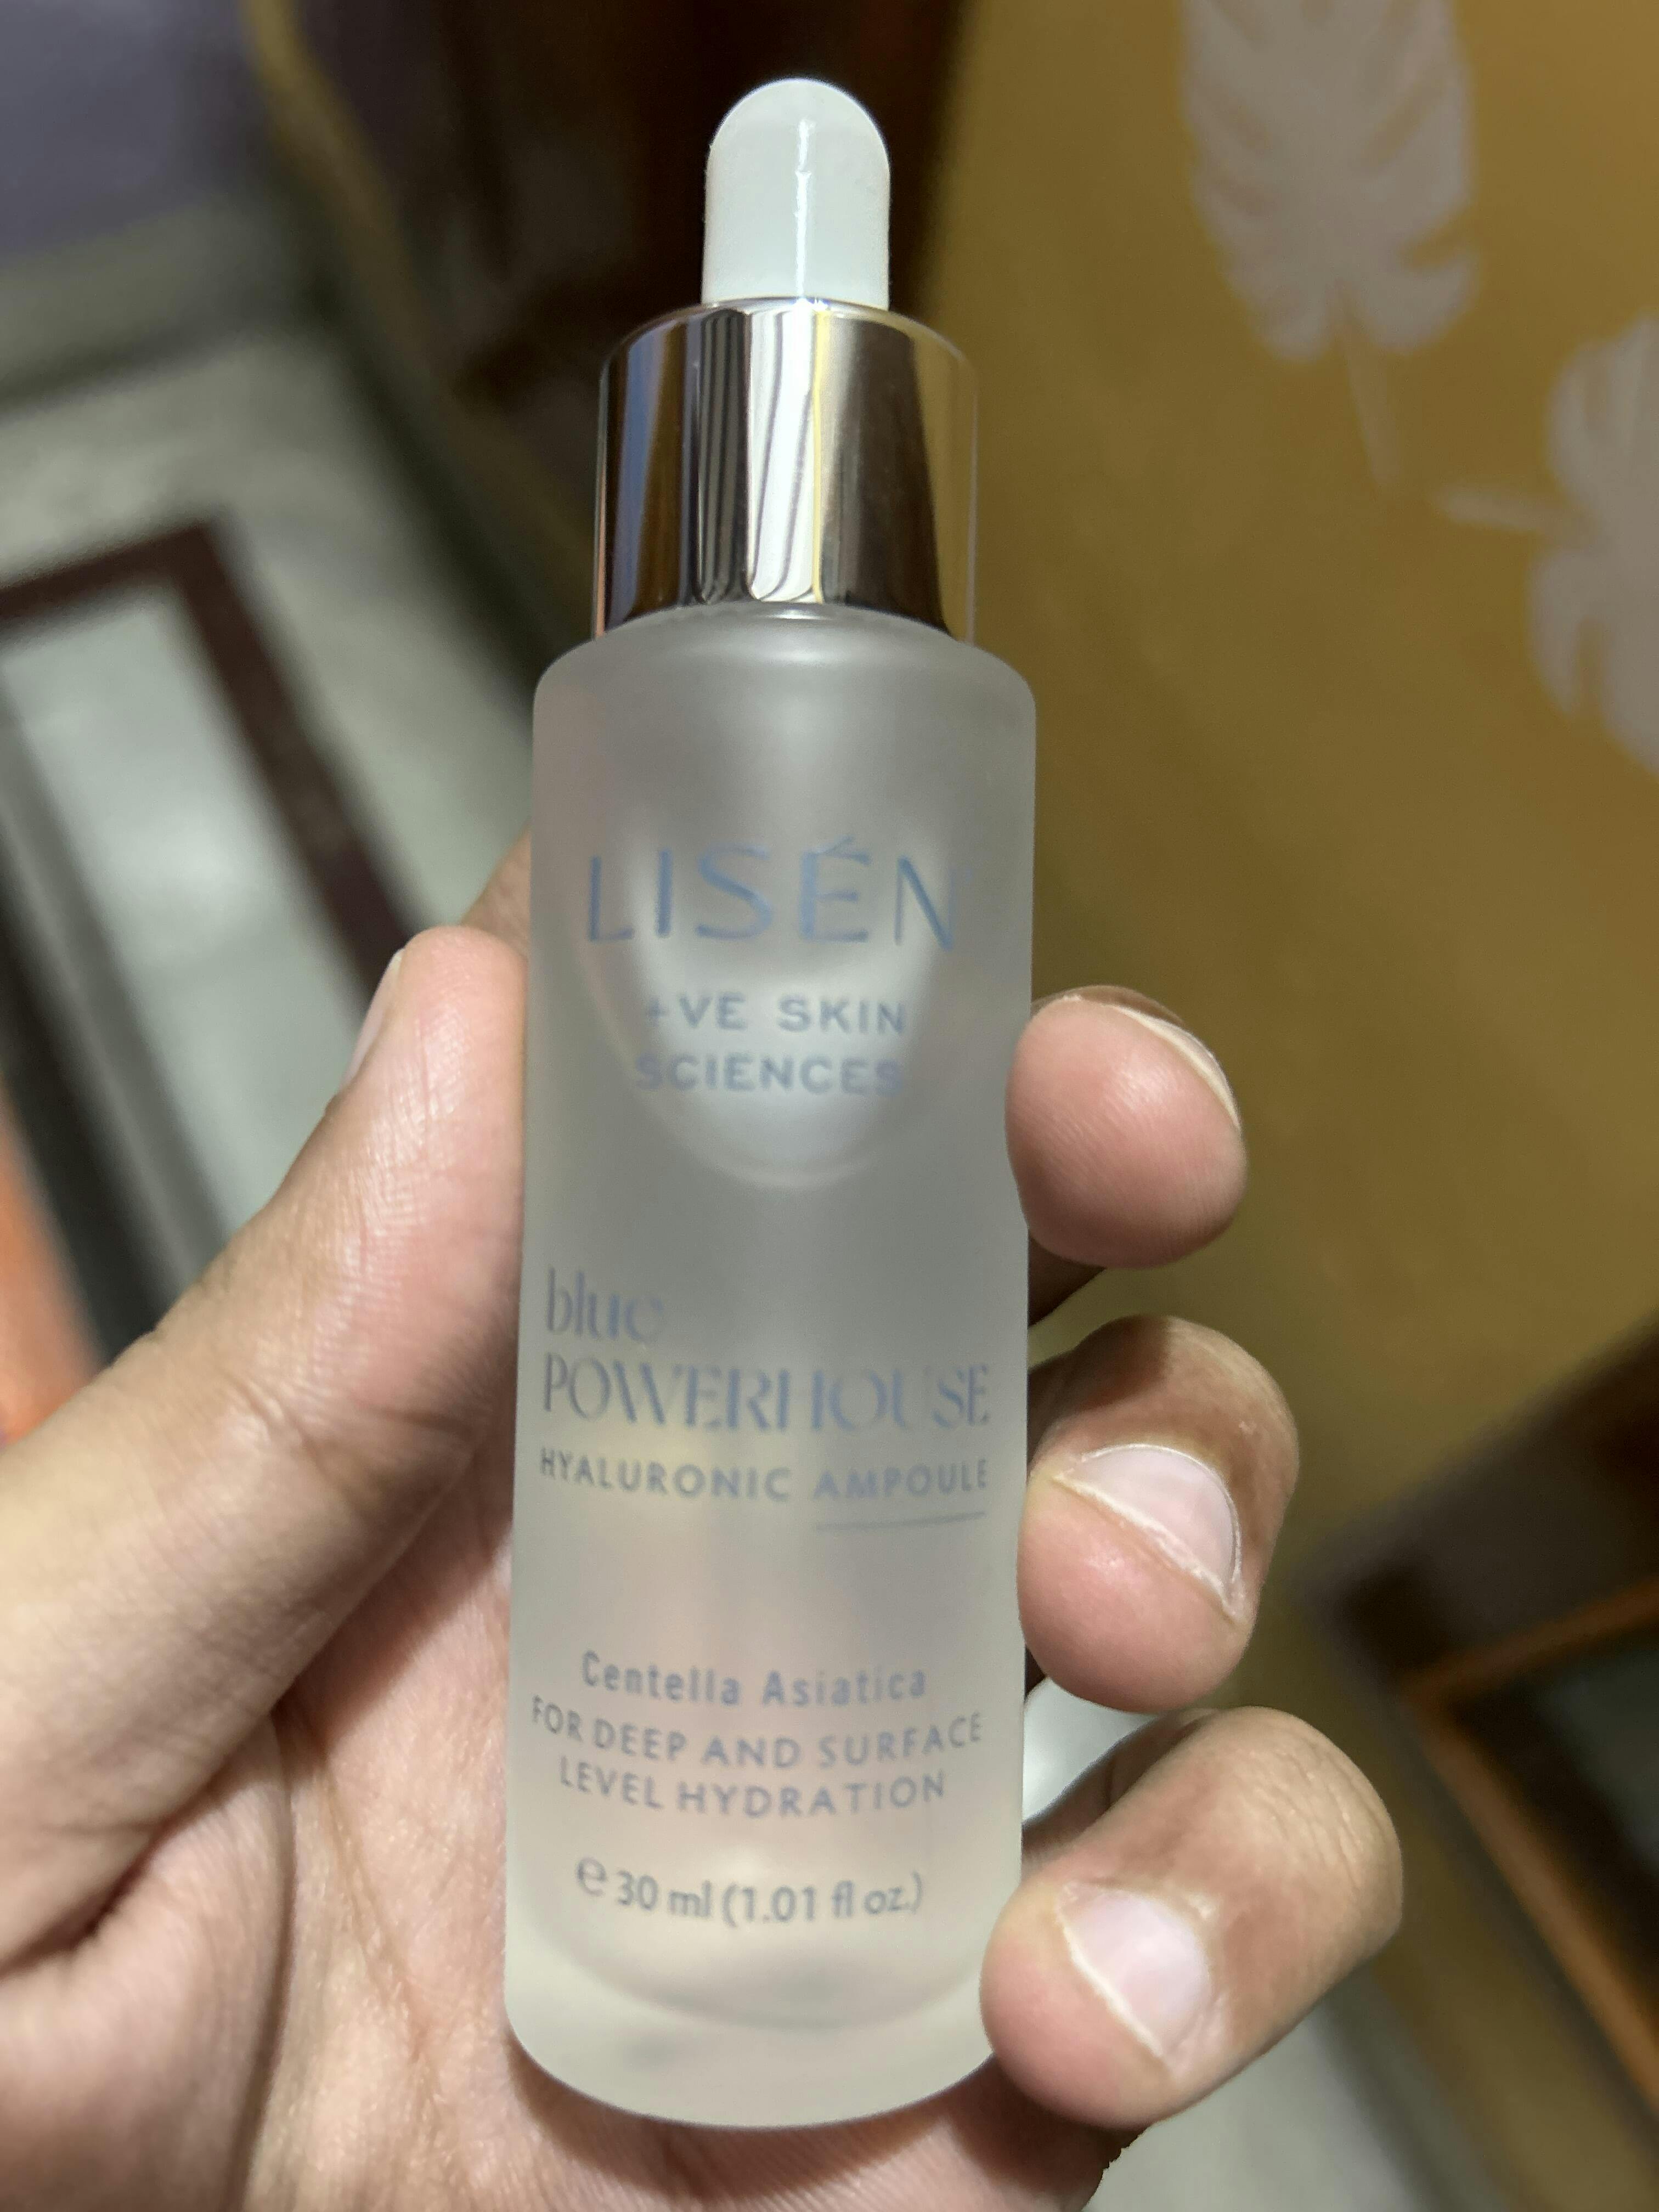 LISÉN
+VE SKIN
SCIENCES
blue
POWERHOUSE
HYALURONIC AMPOULE
Centella Asiatica
FOR DEEP AND SURFACE
LEVEL HYDRATION
℮ 30 ml (1.01 fl oz.)